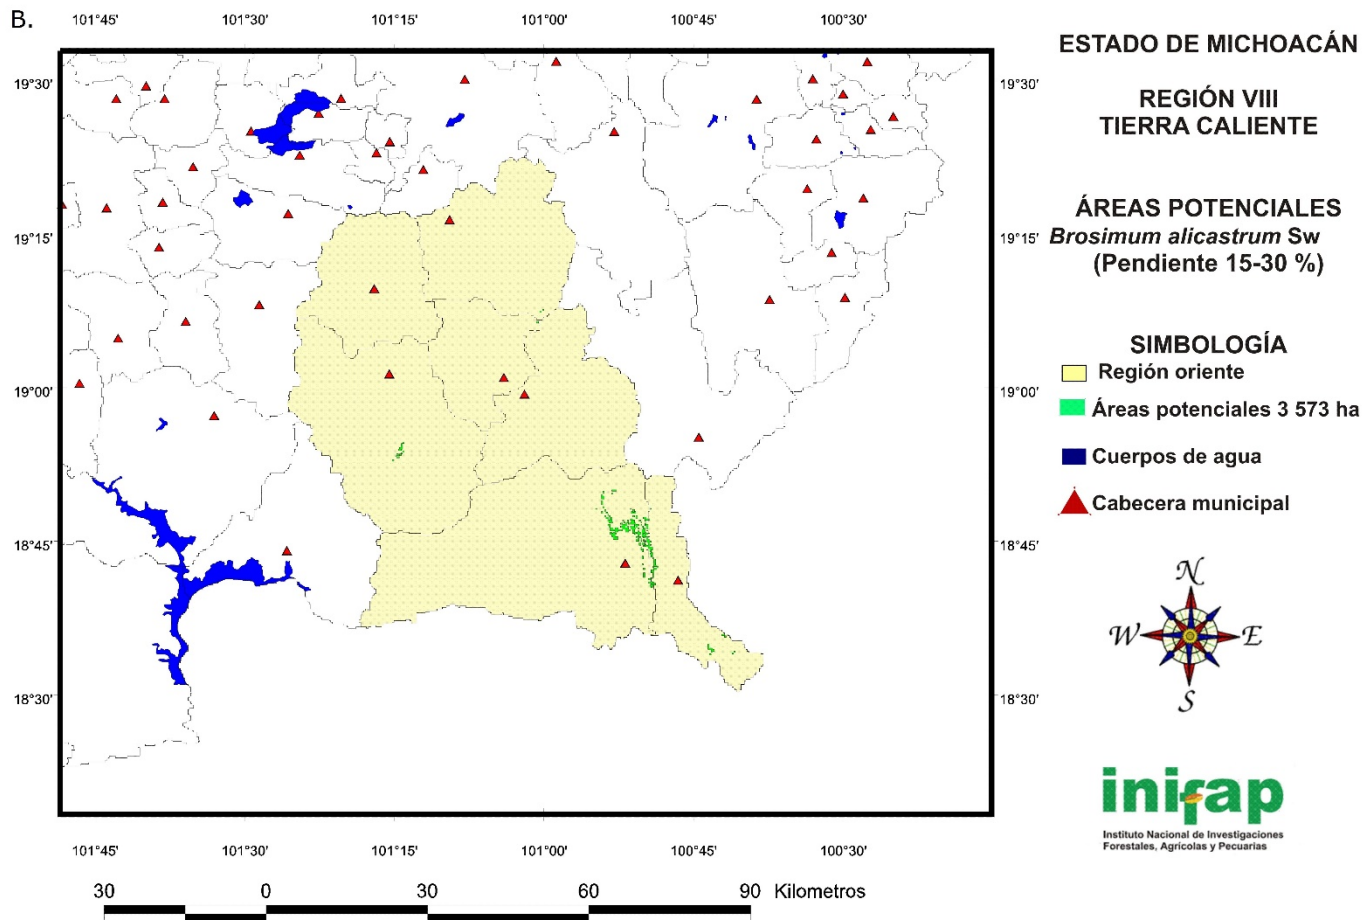 B.
101°45' 101°30' 101°15' 101°00' 100°45' 100°30'
19°30' 19°30'
19°15' 19°15'
19°00' 19°00'
18°45' 18°45'
18°30' 18°30'
101°45' 101°30' 101°15' 101°00' 100°45' 100°30'
30 0 30 60 90 Kilometros
ESTADO DE MICHOACÁN
REGIÓN VIII
TIERRA CALIENTE
ÁREAS POTENCIALES
Brosimum alicastrum Sw
(Pendiente 15-30 %)
SIMBOLOGÍA
Región oriente
Áreas potenciales 3 573 ha
Cuerpos de agua
Cabecera municipal
N
W E
S
inifap
Instituto Nacional de Investigaciones
Forestales, Agrícolas y Pecuarias